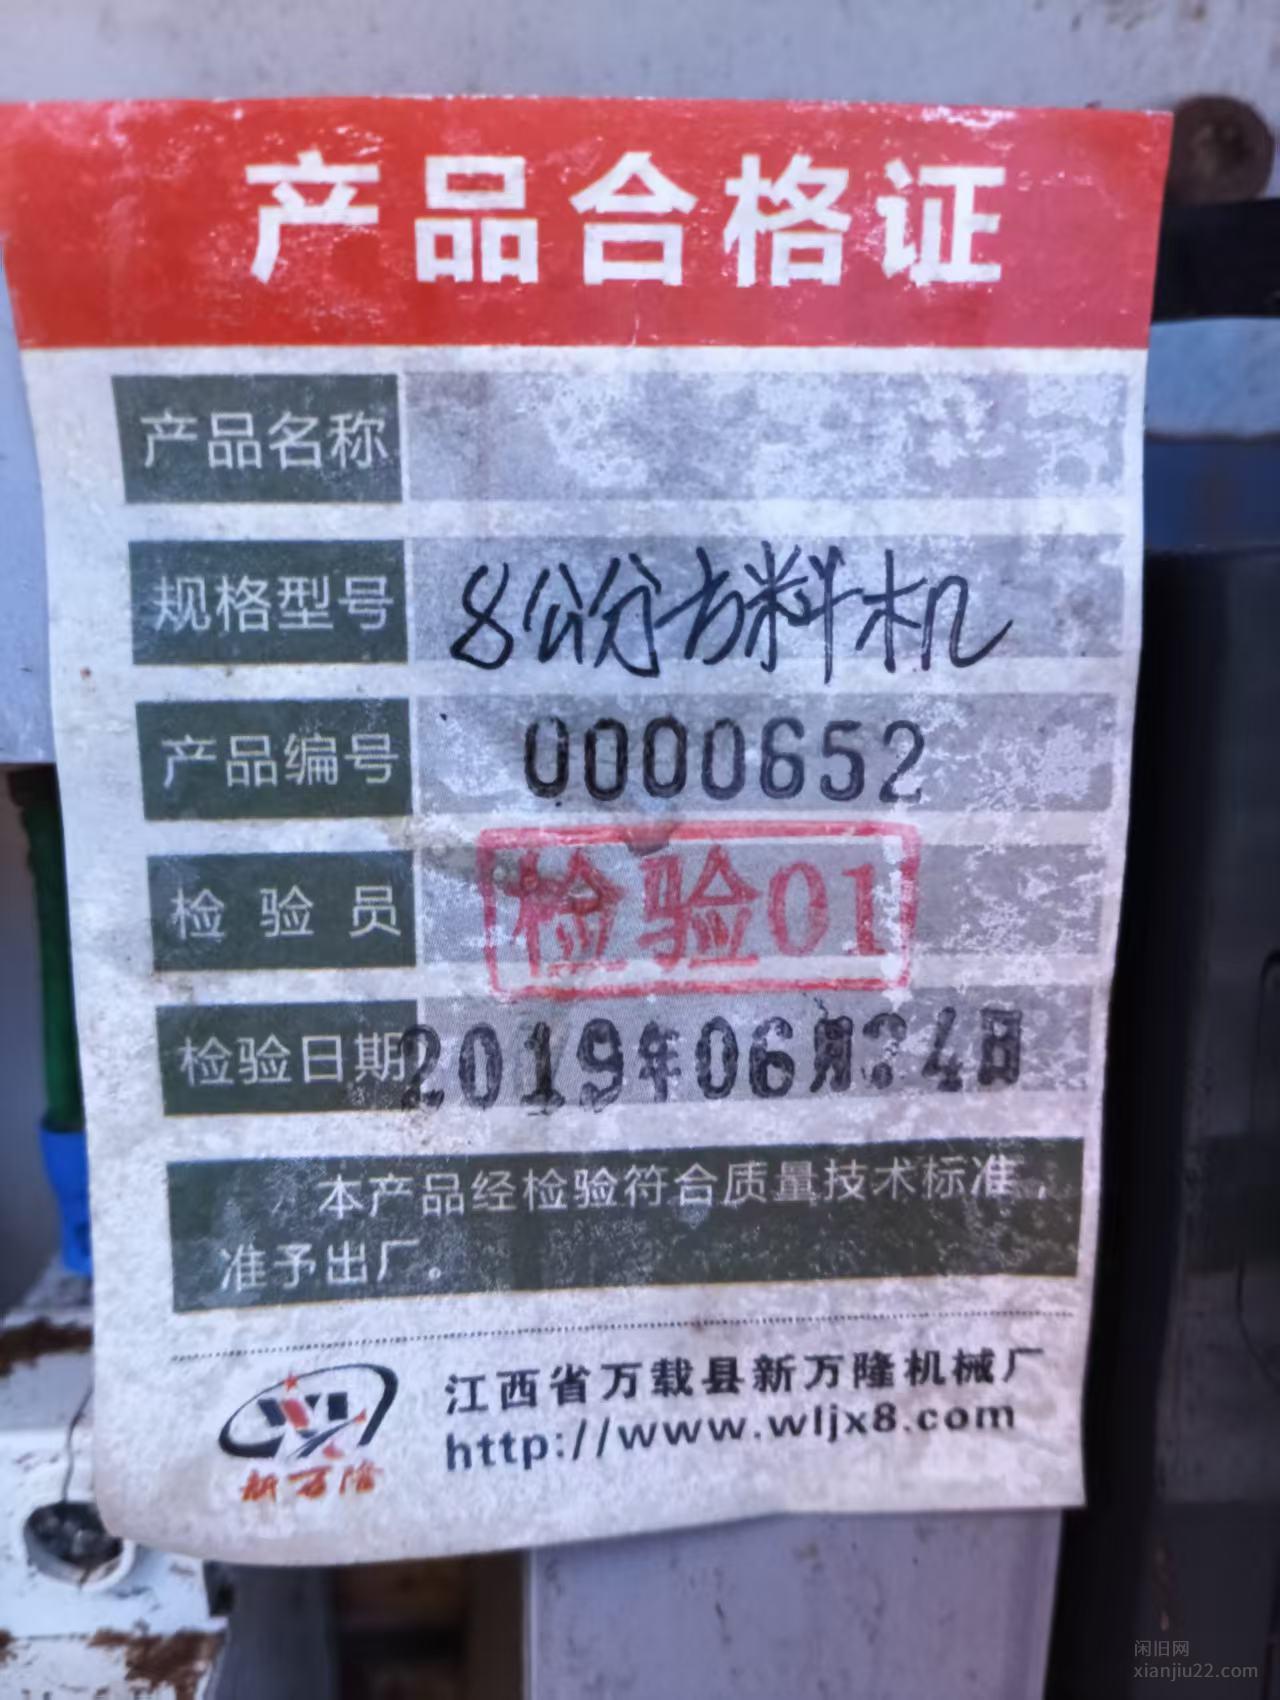 产品合格证
产品名称
规格型号 8公份方料机
产品编号 0000652
检验员 检验01
检验日期 2019年06月24日
本产品经检验符合质量技术标准，
准予出厂。
江西省万载县新万隆机械厂
http://www.wljx8.com
新万隆
闲旧网
xianjiu22.com